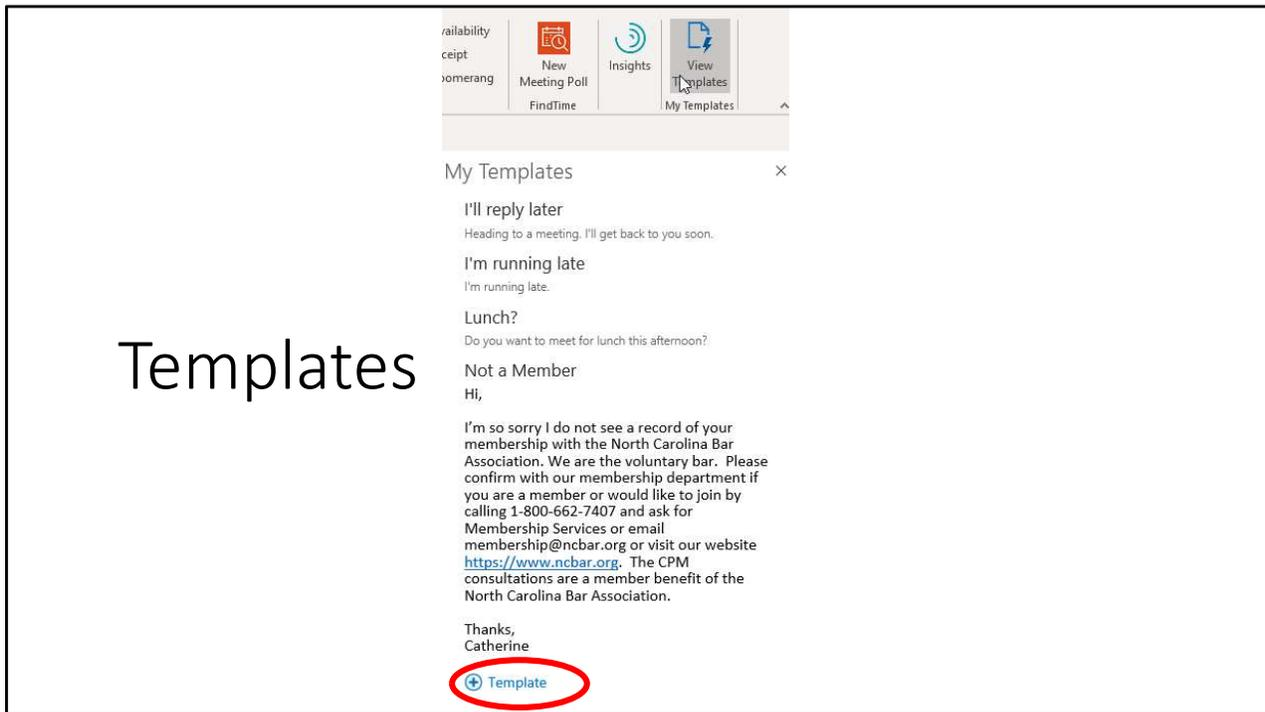 vailability
ceipt
oomerang
New
Meeting Poll
FindTime
Insights
View
Templates
My Templates
My Templates
I'll reply later
Heading to a meeting. I'll get back to you soon.
I'm running late
I'm running late.
Lunch?
Do you want to meet for lunch this afternoon?
Templates
Not a Member
Hi,
I'm so sorry I do not see a record of your
membership with the North Carolina Bar
Association. We are the voluntary bar.  Please
confirm with our membership department if
you are a member or would like to join by
calling 1-800-662-7407 and ask for
Membership Services or email
membership@ncbar.org or visit our website
https://www.ncbar.org.  The CPM
consultations are a member benefit of the
North Carolina Bar Association.
Thanks,
Catherine
Template